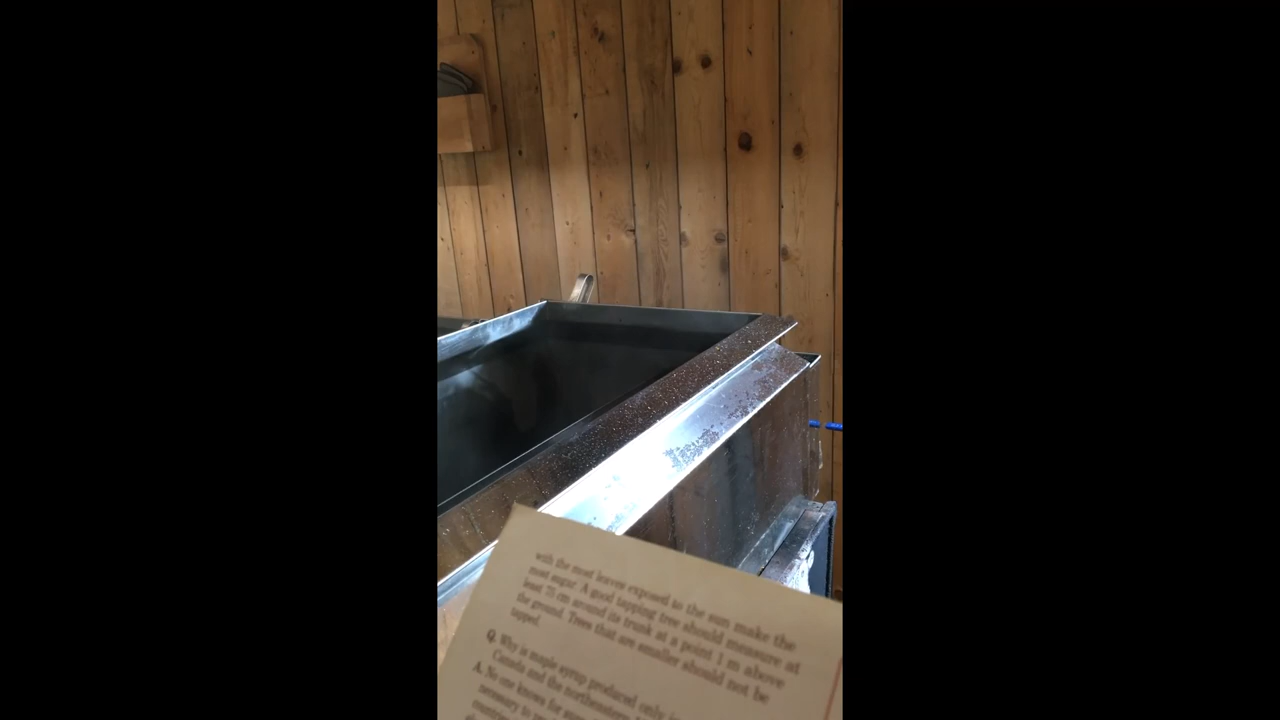 with the most leaves exposed to the sun make the
most sugar. A good tapping tree should measure at
least 75 cm around its trunk at a point 1 m above
the ground. Trees that are smaller should not be
tapped.
Q. Why is maple syrup produced only in
Canada and the northeastern
A. No one knows for
necessary to